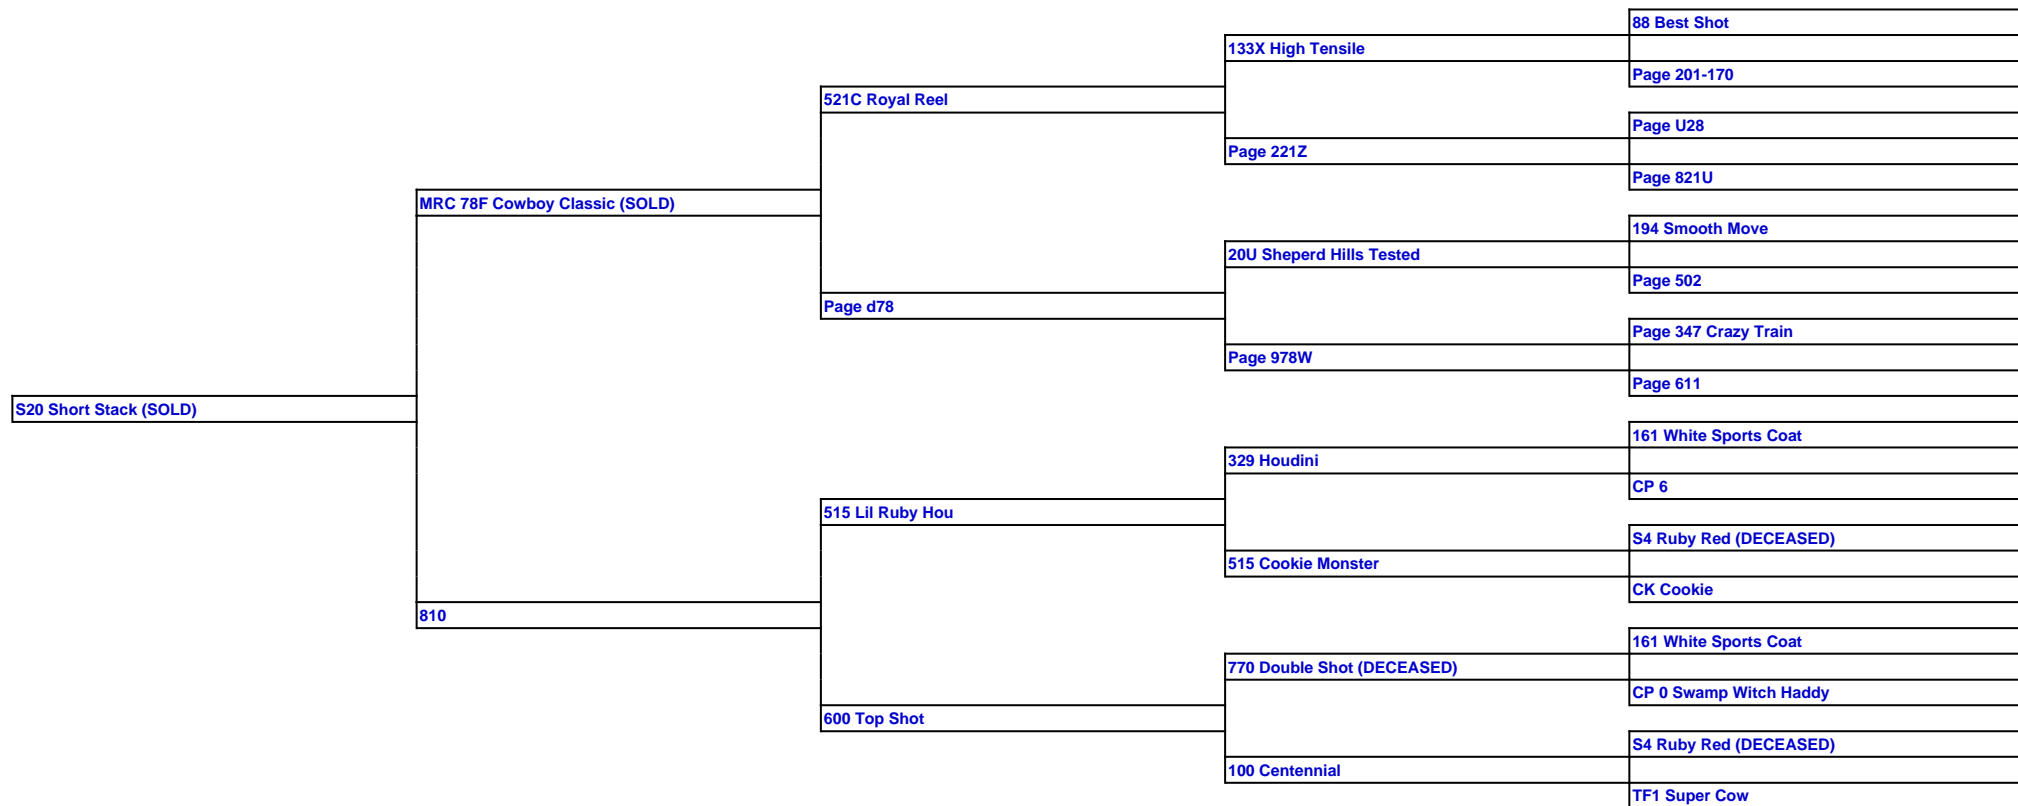 88 Best Shot
133X High Tensile
Page 201-170
521C Royal Reel
Page U28
Page 221Z
Page 821U
MRC 78F Cowboy Classic (SOLD)
194 Smooth Move
20U Sheperd Hills Tested
Page 502
Page d78
Page 347 Crazy Train
Page 978W
Page 611
S20 Short Stack (SOLD)
161 White Sports Coat
329 Houdini
CP 6
515 Lil Ruby Hou
S4 Ruby Red (DECEASED)
515 Cookie Monster
CK Cookie
810
161 White Sports Coat
770 Double Shot (DECEASED)
CP 0 Swamp Witch Haddy
600 Top Shot
S4 Ruby Red (DECEASED)
100 Centennial
TF1 Super Cow